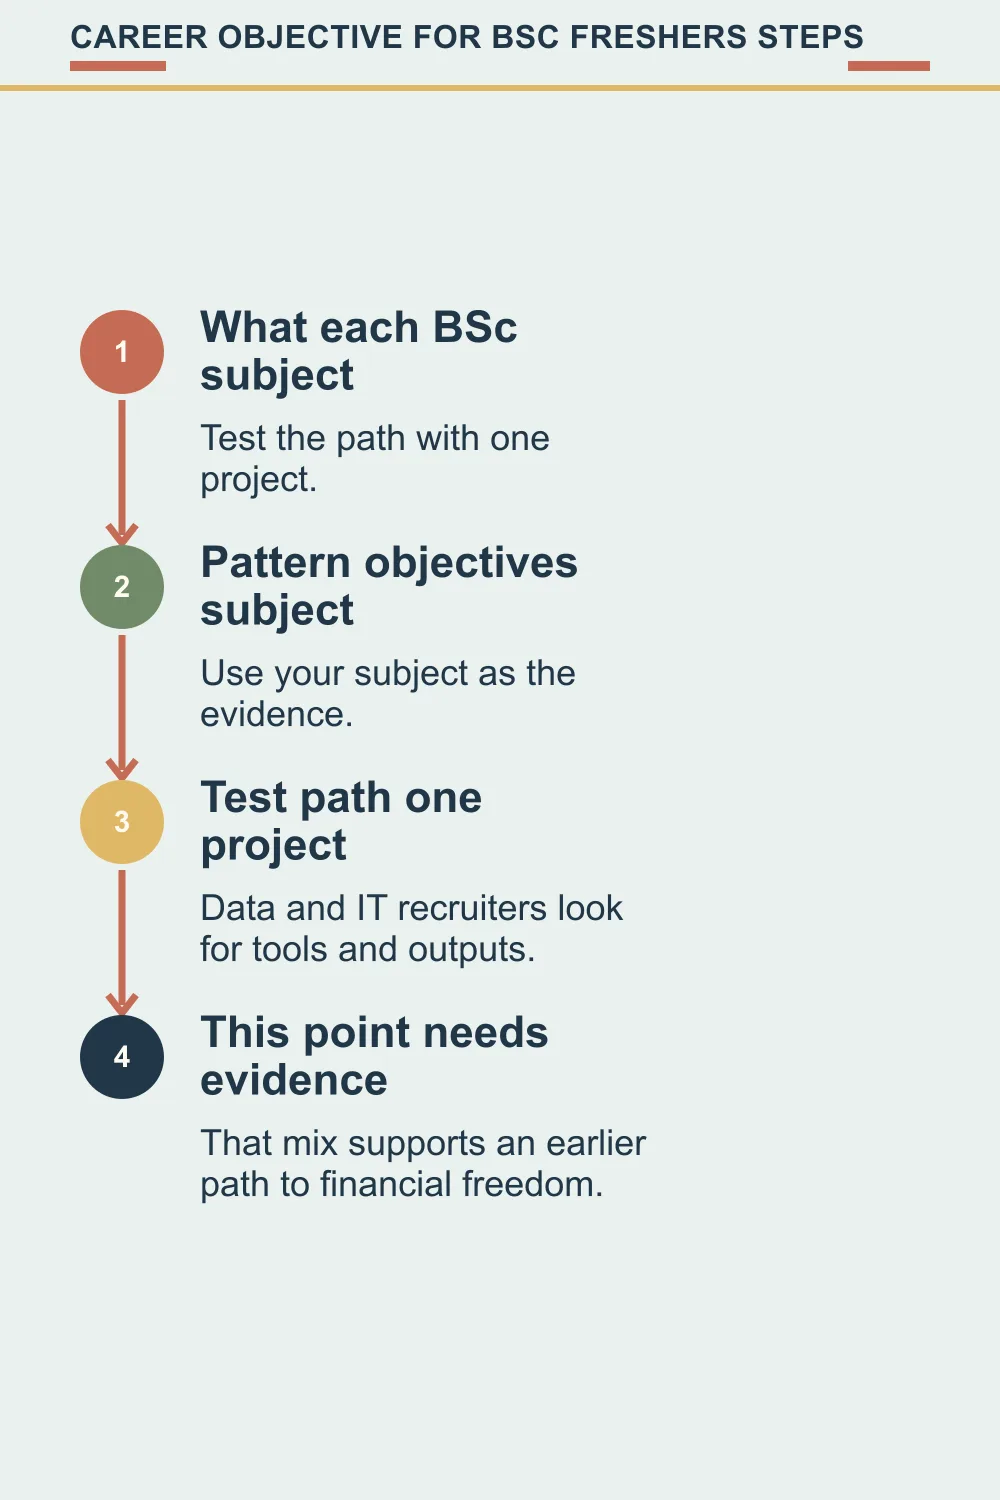 CAREER OBJECTIVE FOR BSC FRESHERS STEPS
1
What each BSc
subject
Test the path with one
project.
2
Pattern objectives
subject
Use your subject as the
evidence.
3
Test path one
project
Data and IT recruiters look
for tools and outputs.
4
This point needs
evidence
That mix supports an earlier
path to financial freedom.